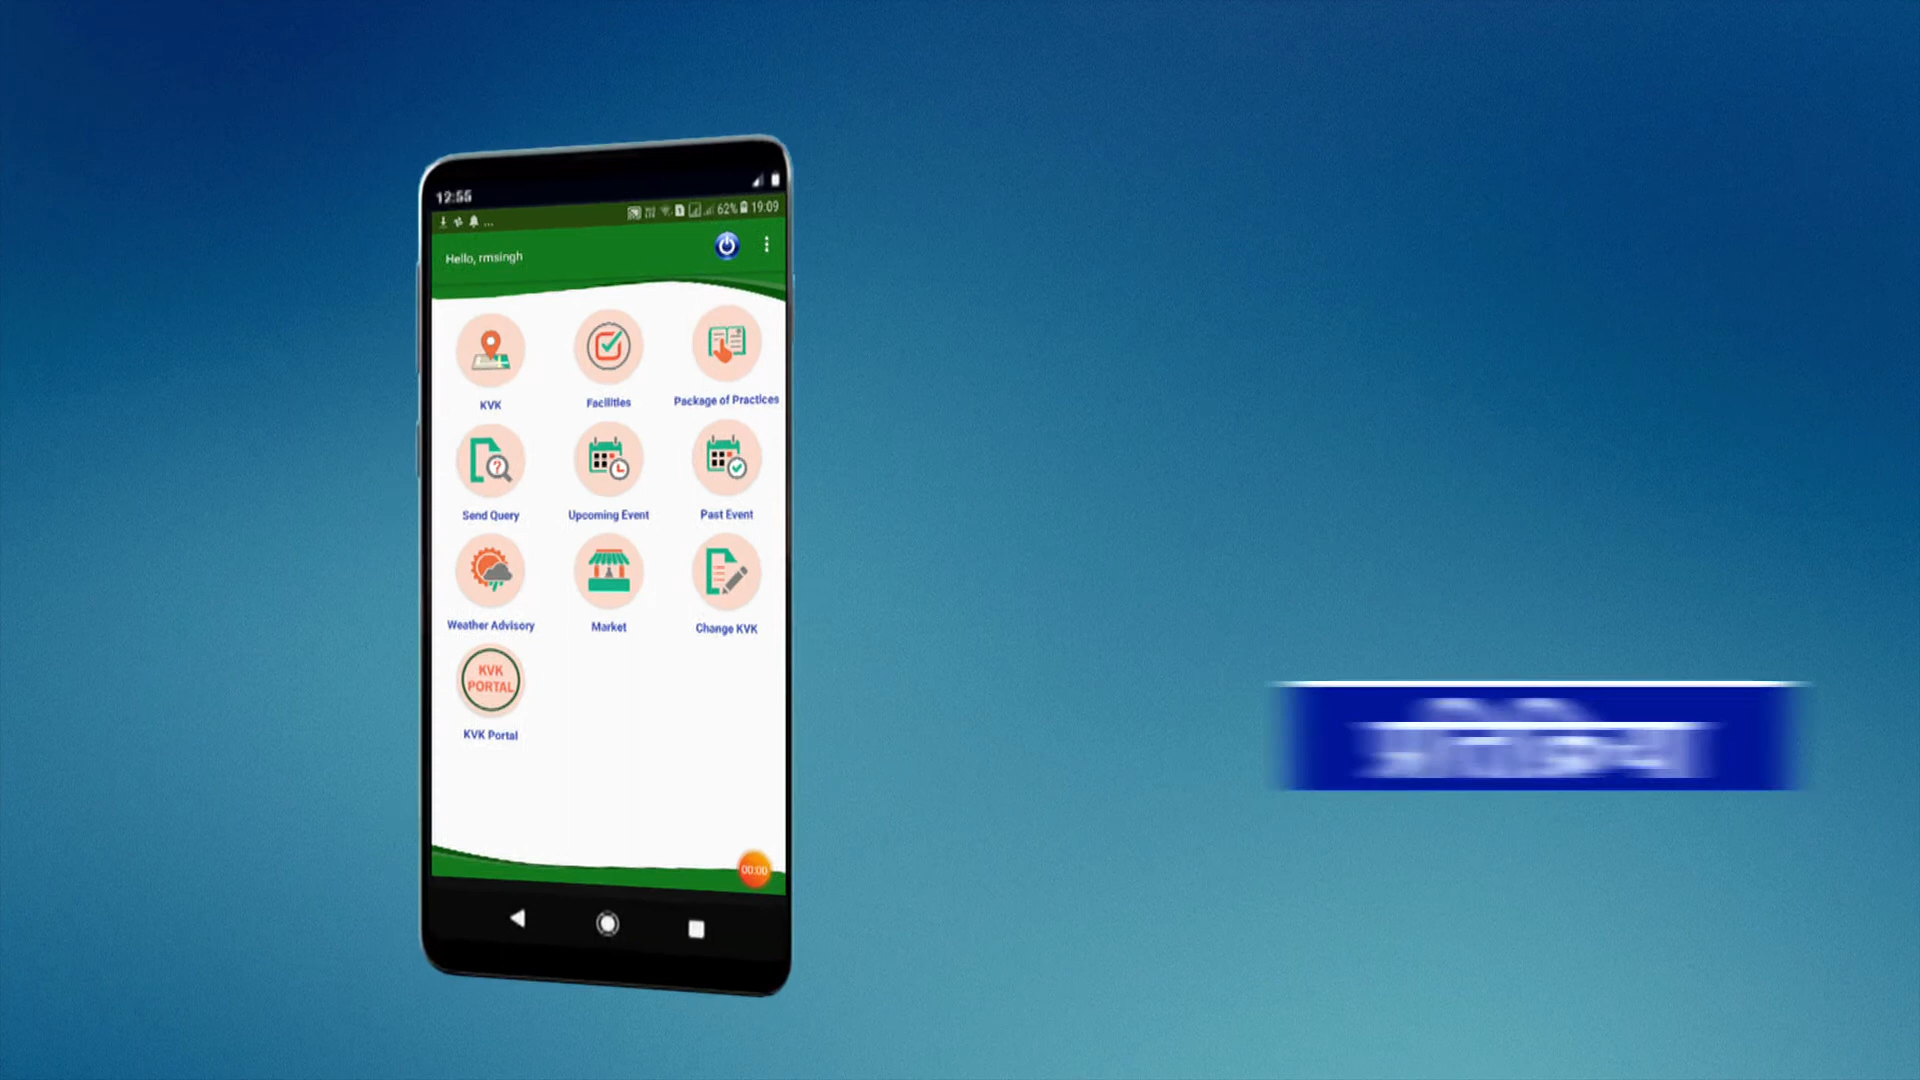 12:55
... 62% 19:09
Hello, rmsingh
KVK
Facilities
Package of Practices
Send Query
Upcoming Event
Past Event
Weather Advisory
Market
Change KVK
KVK PORTAL
KVK Portal
00:00